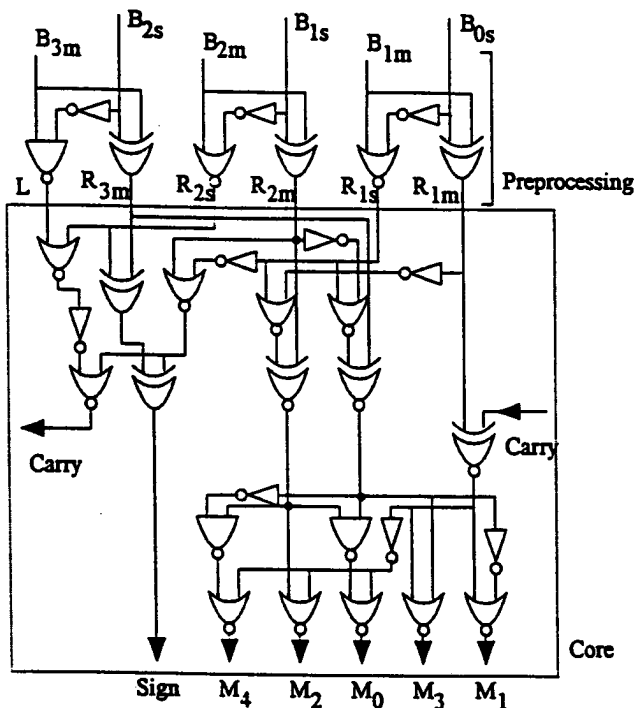 B3m B2s B2m B1s B1m B0s
L R3m R2s R2m R1s R1m Preprocessing
Carry Carry
Core
Sign M4 M2 M0 M3 M1